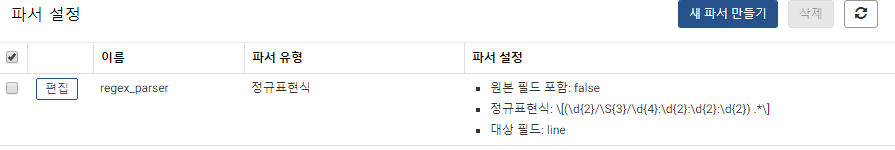 파서 설정
새 파서 만들기 삭제
이름 파서 유형 파서 설정
편집 regex_parser 정규표현식
원본 필드 포함: false
정규표현식: \[(\d{2}/\S{3}/\d{4}:\d{2}:\d{2}:\d{2}) .*\]
대상 필드: line